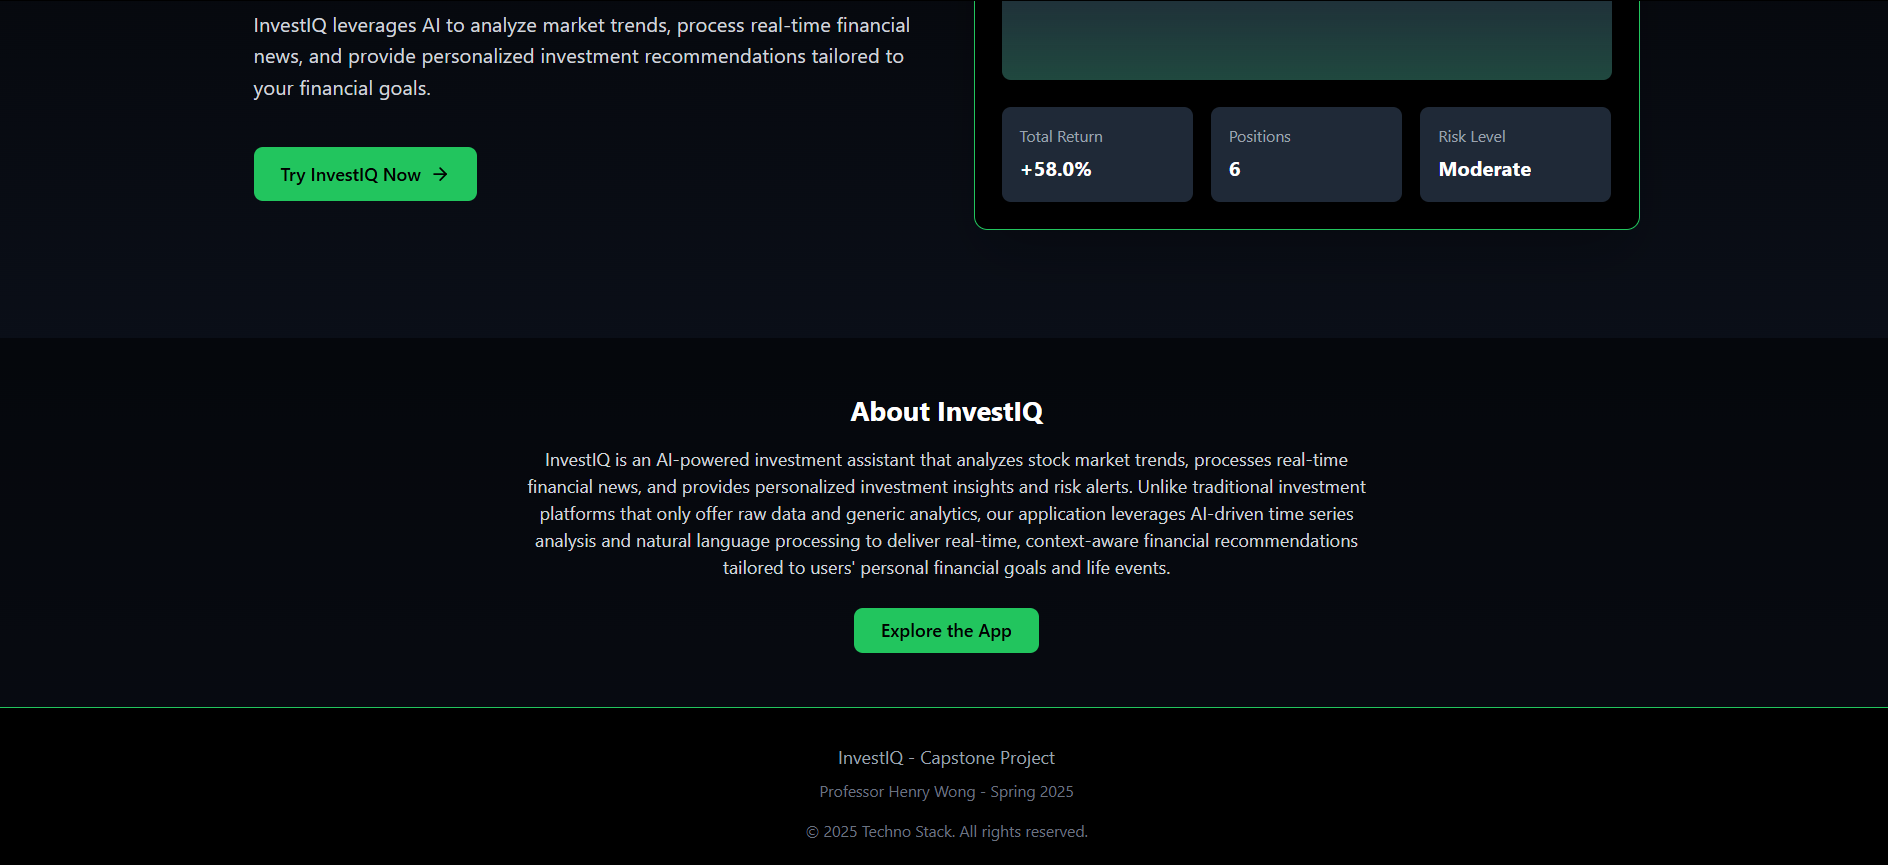 InvestIQ leverages AI to analyze market trends, process real-time financial
news, and provide personalized investment recommendations tailored to
your financial goals.
Try InvestIQ Now →
Total Return
+58.0%
Positions
6
Risk Level
Moderate
About InvestIQ
InvestIQ is an AI-powered investment assistant that analyzes stock market trends, processes real-time
financial news, and provides personalized investment insights and risk alerts. Unlike traditional investment
platforms that only offer raw data and generic analytics, our application leverages AI-driven time series
analysis and natural language processing to deliver real-time, context-aware financial recommendations
tailored to users' personal financial goals and life events.
Explore the App
InvestIQ - Capstone Project
Professor Henry Wong - Spring 2025
© 2025 Techno Stack. All rights reserved.